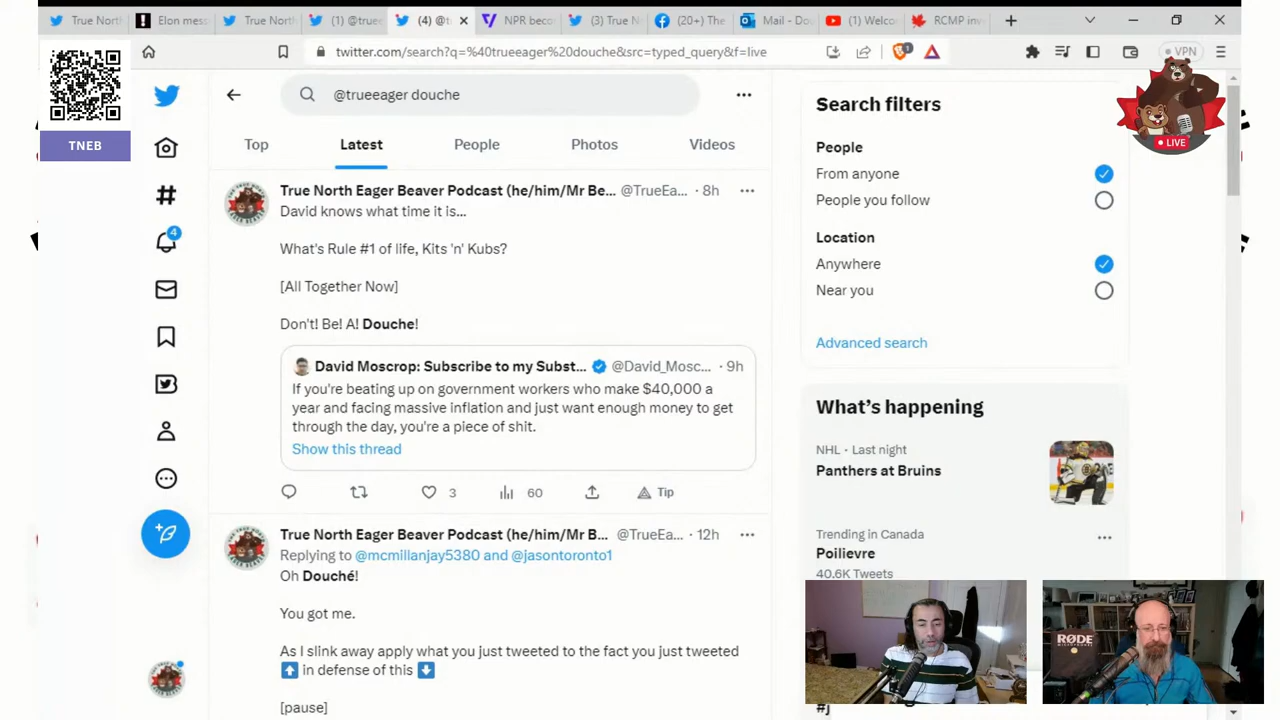 True North
Elon mess
True North
(1) @truee
(4) @t
NPR beco
(3) True N
(20+) The
Mail - Do
(1) Welco
RCMP inv
twitter.com/search?q=%40trueeager%20douche&src=typed_query&f=live
1
VPN
TNEB
LIVE
@trueeager douche
Top
Latest
People
Photos
Videos
4
True North Eager Beaver Podcast (he/him/Mr Be... @TrueEa... · 8h
David knows what time it is...
What's Rule #1 of life, Kits 'n' Kubs?
[All Together Now]
Don't! Be! A! Douche!
David Moscrop: Subscribe to my Subst... @David_Mosc... · 9h
If you're beating up on government workers who make $40,000 a
year and facing massive inflation and just want enough money to get
through the day, you're a piece of shit.
Show this thread
3
60
Tip
True North Eager Beaver Podcast (he/him/Mr B... @TrueEa... · 12h
Replying to @mcmillanjay5380 and @jasontoronto1
Oh Douché!
You got me.
As I slink away apply what you just tweeted to the fact you just tweeted
in defense of this
[pause]
Search filters
People
From anyone
People you follow
Location
Anywhere
Near you
Advanced search
What's happening
NHL · Last night
Panthers at Bruins
Trending in Canada
Poilievre
40.6K Tweets
RØDE